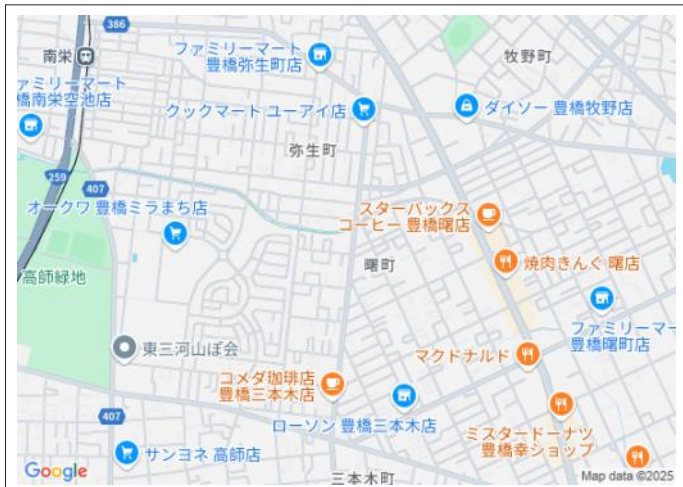 386
南栄
ファミリーマート
豊橋弥生町店
牧野町
ァミリーマート
橋南栄空池店
クックマート ユーアイ店
ダイソー 豊橋牧野店
弥生町
259
407
オークワ 豊橋ミラまち店
スターバックス
コーヒー 豊橋曙店
曙町
焼肉きんぐ 曙店
高師緑地
ファミリーマー
豊橋曙町店
東三河山ぽ会
マクドナルド
コメダ珈琲店
豊橋三本木店
407
ローソン 豊橋三本木店
ミスタードーナツ
豊橋幸ショップ
サンヨネ 高師店
三本木町
Google
Map data ©2025